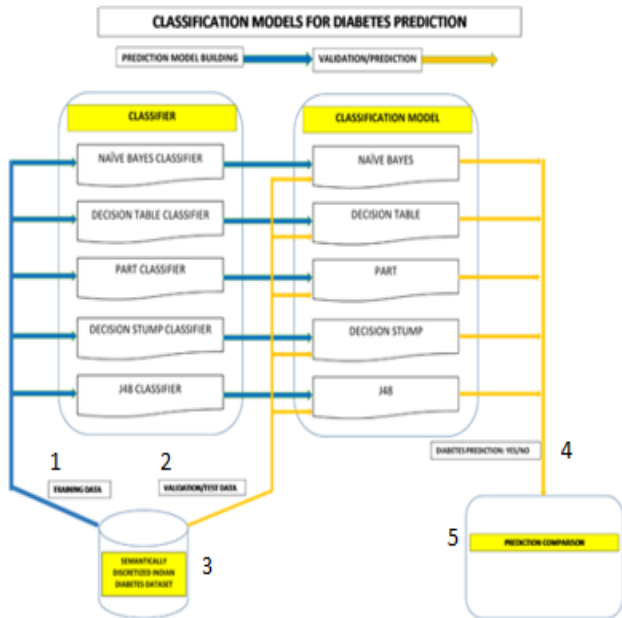 CLASSIFICATION MODELS FOR DIABETES PREDICTION
PREDICTION MODEL BUILDING
VALIDATION/PREDICTION
CLASSIFIER
CLASSIFICATION MODEL
NAÏVE BAYES CLASSIFIER
NAÏVE BAYES
DECISION TABLE CLASSIFIER
DECISION TABLE
PART CLASSIFIER
PART
DECISION STUMP CLASSIFIER
DECISION STUMP
J48 CLASSIFIER
J48
DIABETES PREDICTION: YES/NO
4
1
2
TRAINING DATA
VALIDATION/TEST DATA
5
PREDICTION COMPARISON
SEMANTICALLY
DISCRETIZED INDIAN
DIABETES DATASET
3